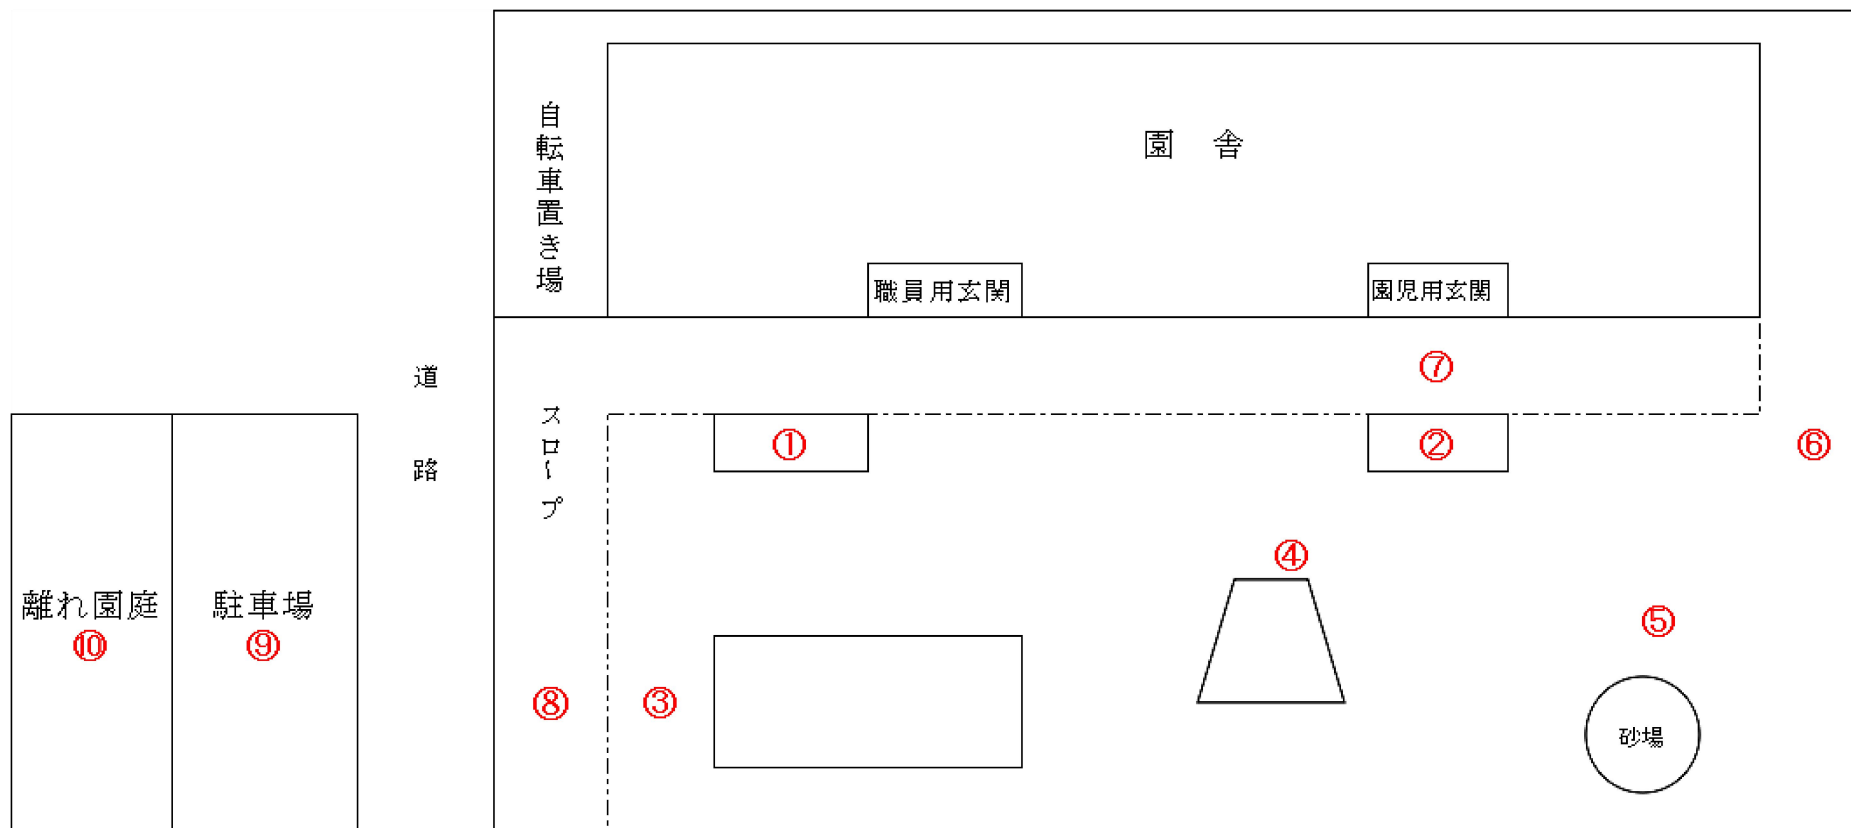 自転車置き場
園 舎
職員用玄関
園児用玄関
道路
スロープ
⑦
①
②
⑥
④
離れ園庭
⑩
駐車場
⑨
⑤
⑧
③
砂場